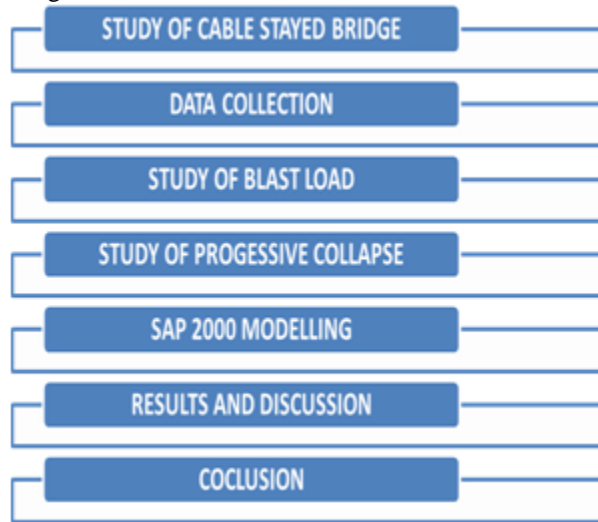 STUDY OF CABLE STAYED BRIDGE
DATA COLLECTION
STUDY OF BLAST LOAD
STUDY OF PROGESSIVE COLLAPSE
SAP 2000 MODELLING
RESULTS AND DISCUSSION
COCLUSION